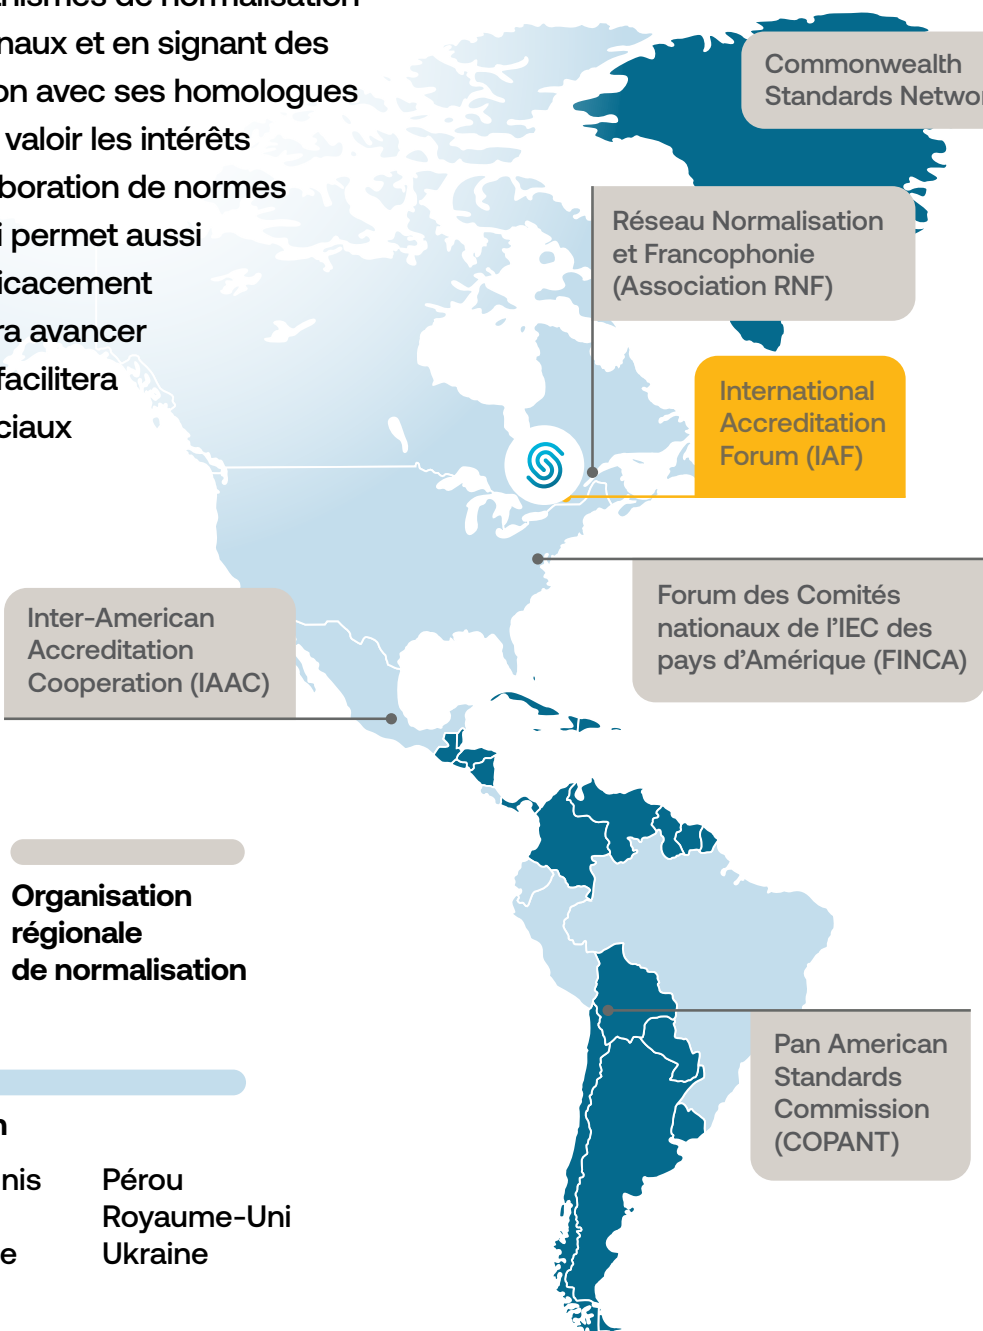 naux et en signant des
on avec ses homologues
valoir les intérêts
boration de normes
i permet aussi
icacement
ra avancer
facilitera
ciaux
Commonwealth
Standards Networ
Réseau Normalisation
et Francophonie
(Association RNF)
International
Accreditation
Forum (IAF)
Forum des Comités
nationaux de l’IEC des
pays d’Amérique (FINCA)
Inter-American
Accreditation
Cooperation (IAAC)
Organisation
régionale
de normalisation
Pan American
Standards
Commission
(COPANT)
n
nis
e
Pérou
Royaume-Uni
Ukraine